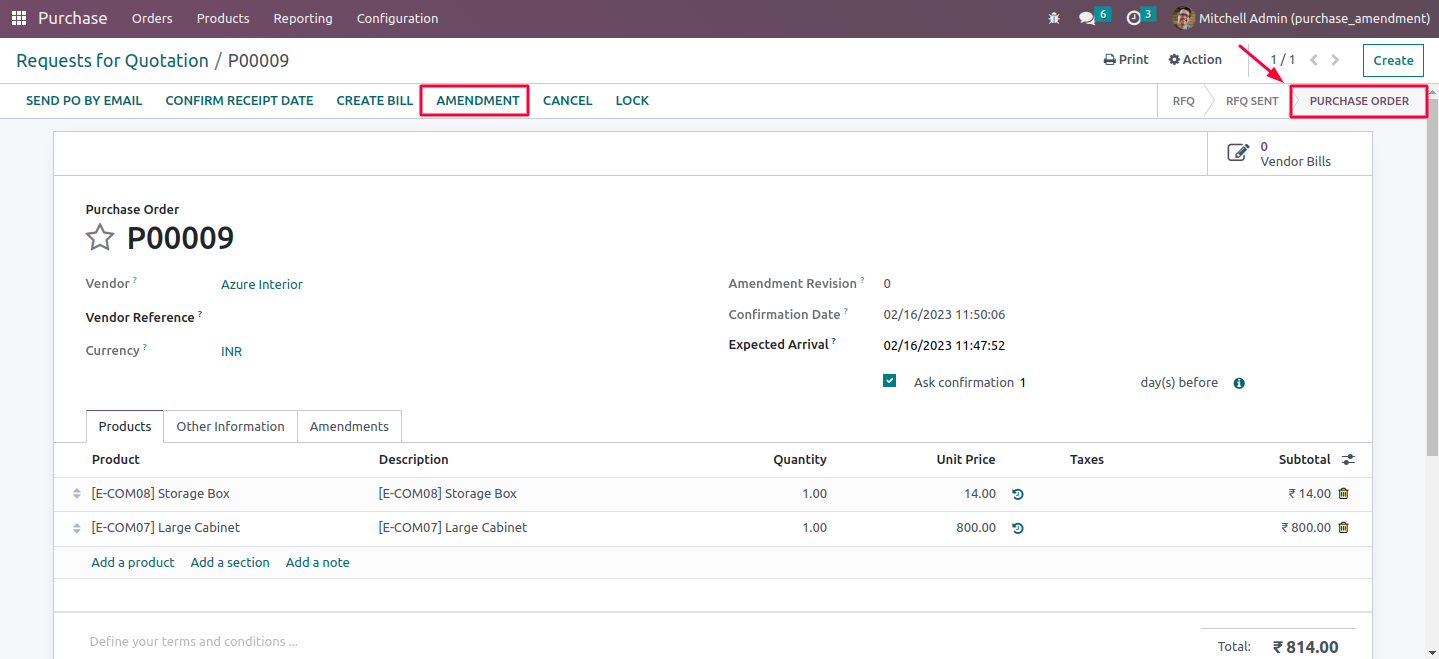 Purchase Orders Products Reporting Configuration 6 3 Mitchell Admin (purchase_amendment)
Requests for Quotation / P00009 Print Action 1 / 1 Create
SEND PO BY EMAIL CONFIRM RECEIPT DATE CREATE BILL AMENDMENT CANCEL LOCK RFQ RFQ SENT PURCHASE ORDER
0
Vendor Bills
Purchase Order
P00009
Vendor ? Azure Interior Amendment Revision ? 0
Vendor Reference ? Confirmation Date ? 02/16/2023 11:50:06
Currency ? INR Expected Arrival ? 02/16/2023 11:47:52
Ask confirmation 1 day(s) before
Products Other Information Amendments
Product Description Quantity Unit Price Taxes Subtotal
[E-COM08] Storage Box [E-COM08] Storage Box 1.00 14.00 ₹ 14.00
[E-COM07] Large Cabinet [E-COM07] Large Cabinet 1.00 800.00 ₹ 800.00
Add a product Add a section Add a note
Define your terms and conditions ...
Total: ₹ 814.00